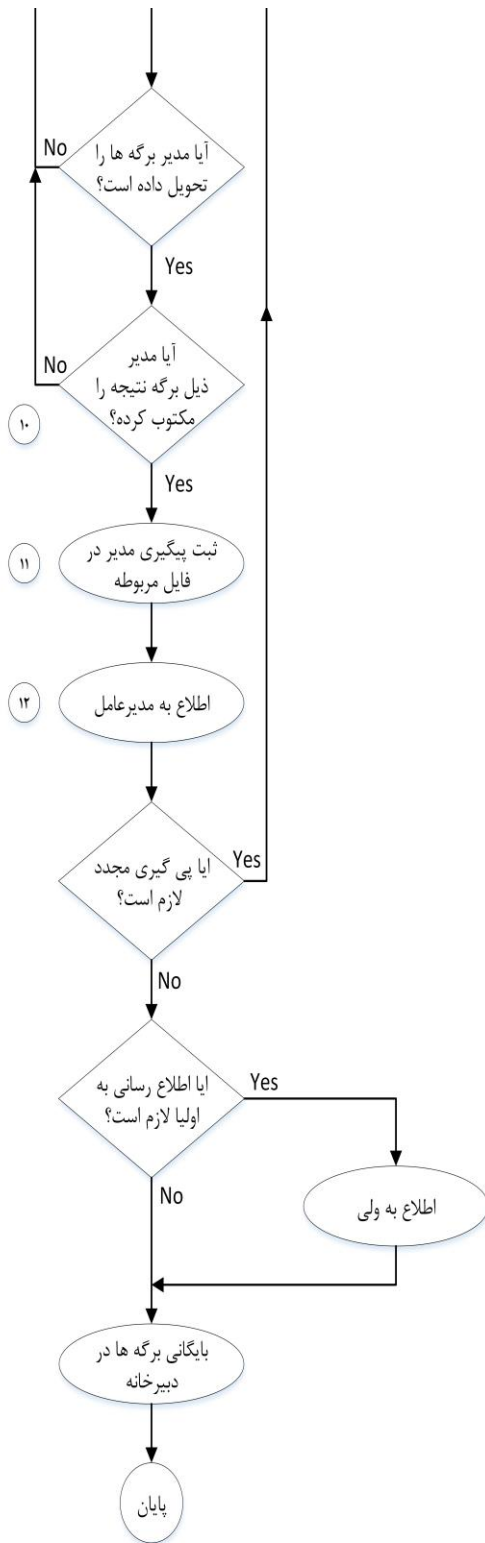 آیا مدیر برگه ها را
تحویل داده است؟
No
Yes
آیا مدیر
ذیل برگه نتیجه را
مکتوب کرده؟
No
۱۰
Yes
ثبت پیگیری مدیر در
فایل مربوطه
۱۱
اطلاع به مدیرعامل
۱۲
ایا پی گیری مجدد
لازم است؟
Yes
No
ایا اطلاع رسانی به
اولیا لازم است؟
Yes
No
اطلاع به ولی
بایگانی برگه ها در
دبیرخانه
پایان